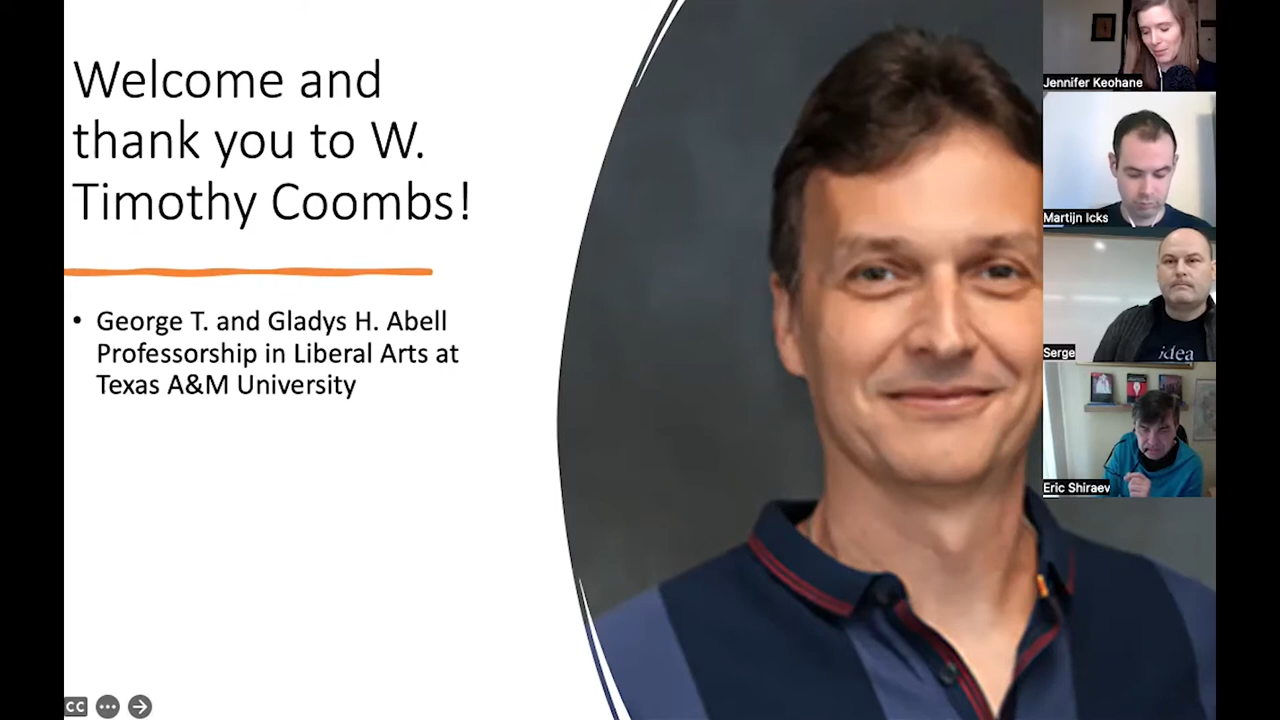 Welcome and
thank you to W.
Timothy Coombs!
• George T. and Gladys H. Abell
Professorship in Liberal Arts at
Texas A&M University
Jennifer Keohane
Martijn Icks
Serge
idea
Eric Shiraev
CC